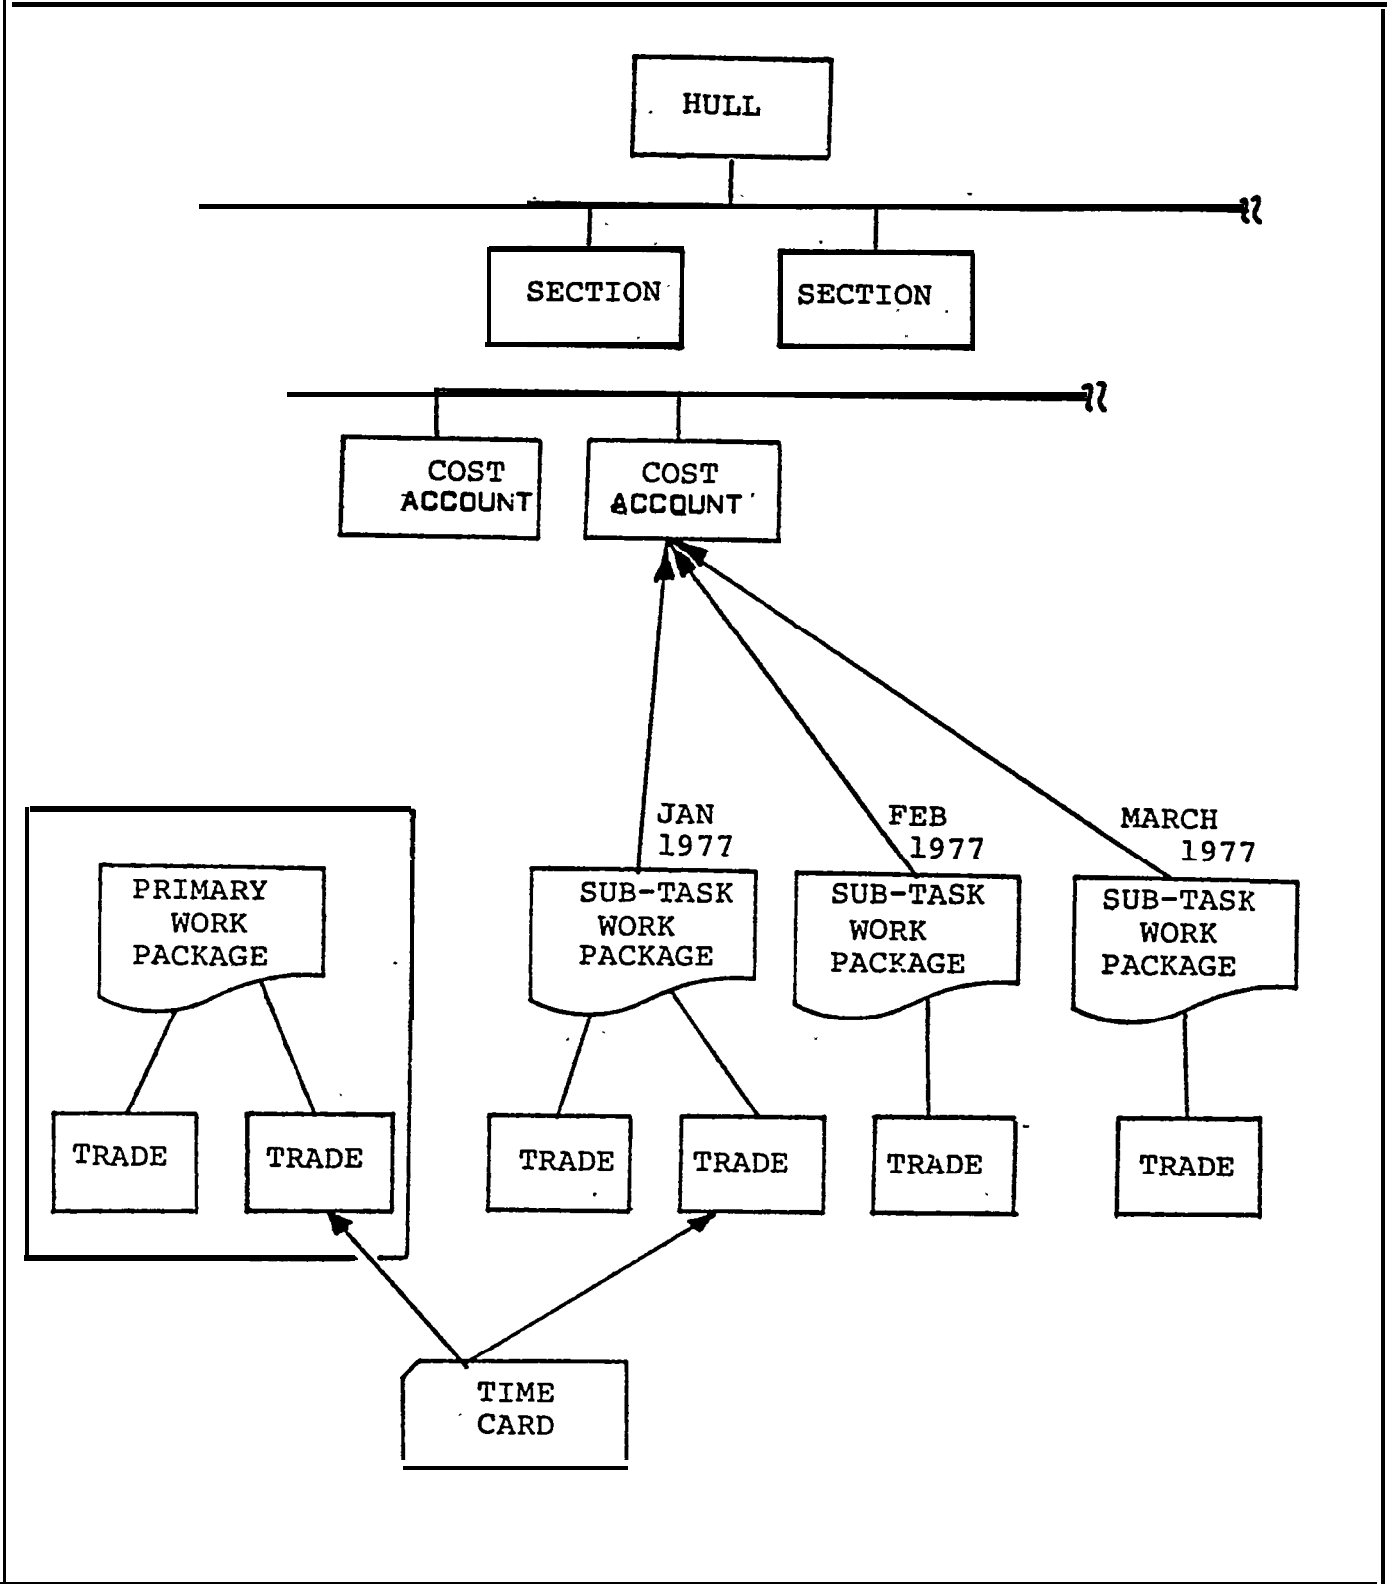 HULL
SECTION
SECTION
COST
ACCOUNT
COST
ACCOUNT
JAN
1977
FEB
1977
MARCH
1977
PRIMARY
WORK
PACKAGE
SUB-TASK
WORK
PACKAGE
SUB-TASK
WORK
PACKAGE
SUB-TASK
WORK
PACKAGE
TRADE
TRADE
TRADE
TRADE
TRADE
TRADE
TIME
CARD